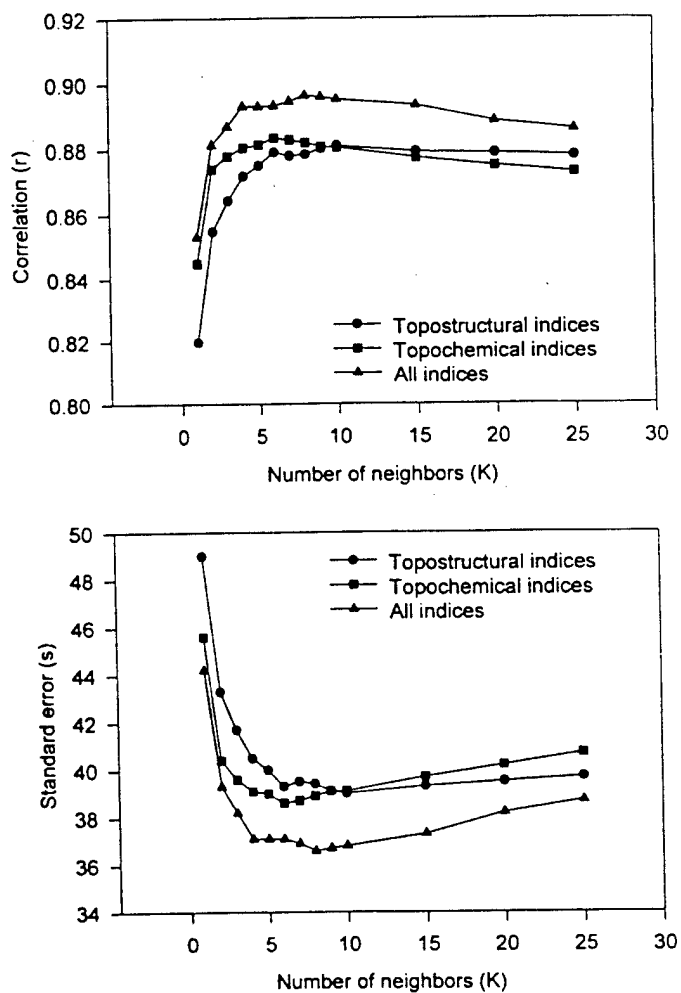 0.92
0.90
0.88
0.86
0.84
0.82
0.80
Correlation (r)
Topostructural indices
Topochemical indices
All indices
0 5 10 15 20 25 30
Number of neighbors (K)
50
48
46
44
42
40
38
36
34
Standard error (s)
Topostructural indices
Topochemical indices
All indices
0 5 10 15 20 25 30
Number of neighbors (K)